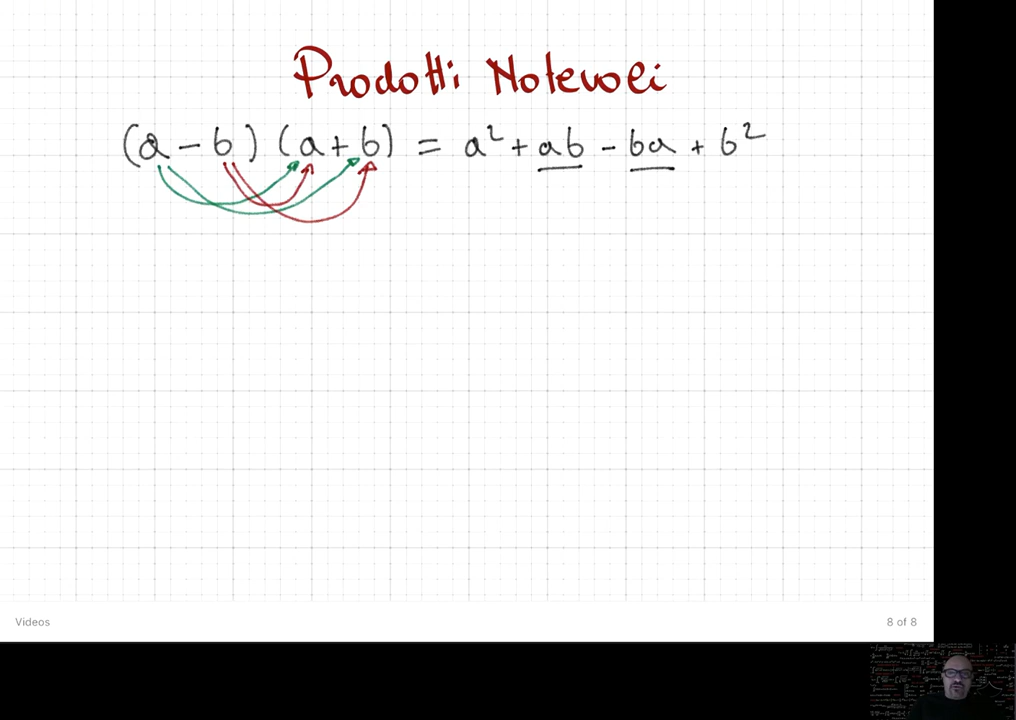 Prodotti Notevoli
(a - b) (a + b) = a² + ab - ba + b²
Videos
8 of 8